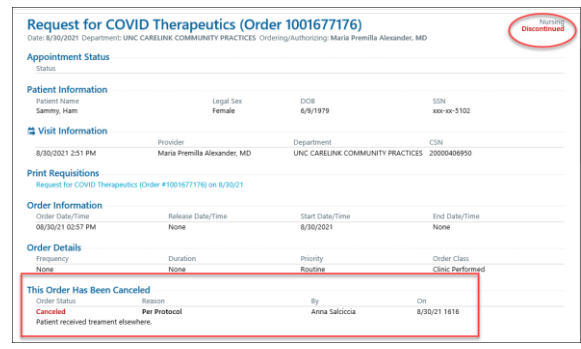 Request for COVID Therapeutics (Order 1001677176)
Nursing
Discontinued
Date: 8/30/2021 Department: UNC CARELINK COMMUNITY PRACTICES Ordering/Authorizing: Maria Premilla Alexander, MD
Appointment Status
Status
Patient Information
Patient Name Legal Sex DOB SSN
Sammy, Ham Female 6/9/1979 xxx-xx-5102
Visit Information
Provider Department CSN
8/30/2021 2:51 PM Maria Premilla Alexander, MD UNC CARELINK COMMUNITY PRACTICES 20000406950
Print Requisitions
Request for COVID Therapeutics (Order #1001677176) on 8/30/21
Order Information
Order Date/Time Release Date/Time Start Date/Time End Date/Time
08/30/21 02:57 PM None 8/30/2021 None
Order Details
Frequency Duration Priority Order Class
None None Routine Clinic Performed
This Order Has Been Canceled
Order Status Reason By On
Canceled Per Protocol Anna Salciccia 8/30/21 1616
Patient received treament elsewhere.